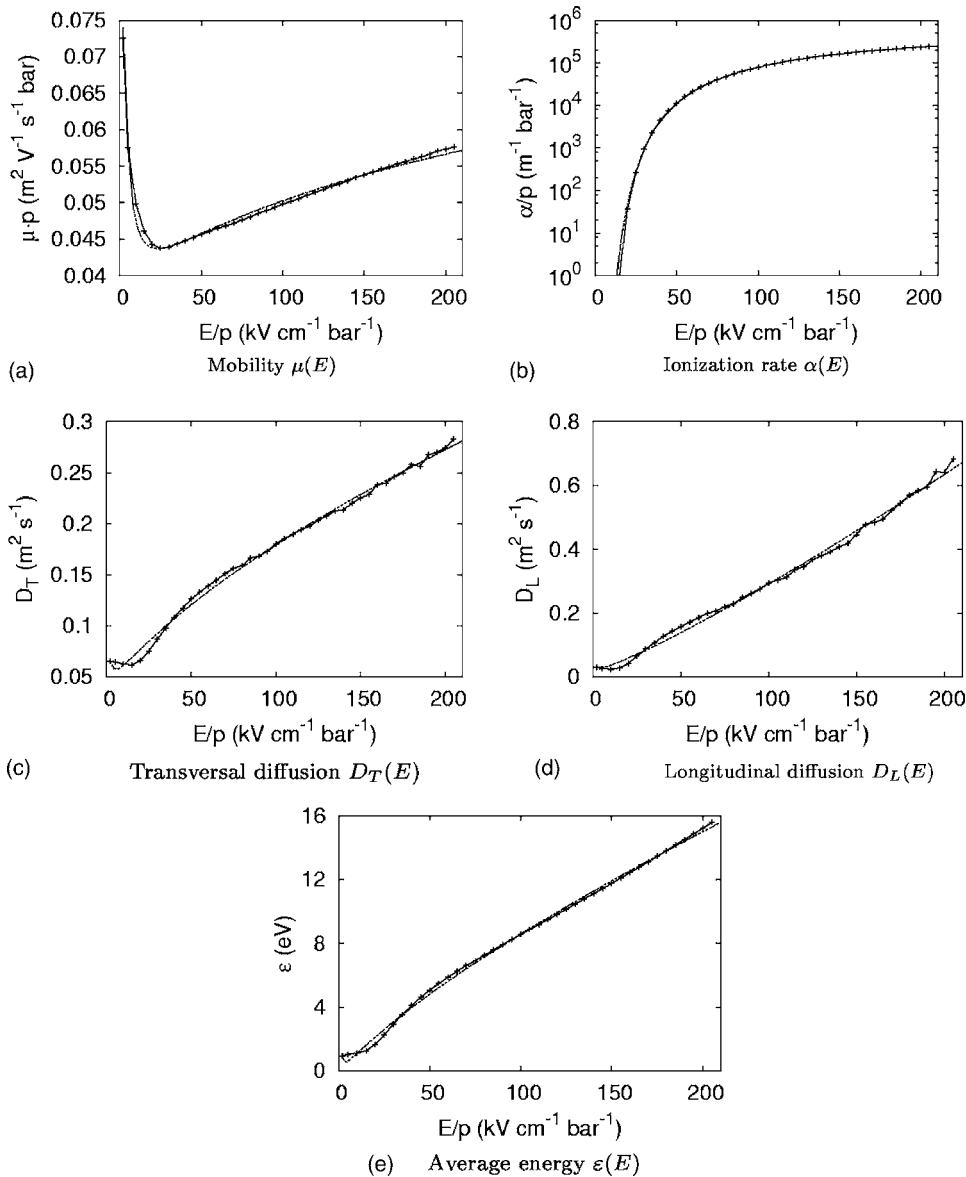 0.075
0.07
0.065
0.06
0.055
0.05
0.045
0.04
μ·p (m² V⁻¹ s⁻¹ bar)
0 50 100 150 200
E/p (kV cm⁻¹ bar⁻¹)
(a) Mobility μ(E)
10⁶
10⁵
10⁴
10³
10²
10¹
10⁰
α/p (m⁻¹ bar⁻¹)
0 50 100 150 200
E/p (kV cm⁻¹ bar⁻¹)
(b) Ionization rate α(E)
0.3
0.25
0.2
0.15
0.1
0.05
D_T (m² s⁻¹)
0 50 100 150 200
E/p (kV cm⁻¹ bar⁻¹)
(c) Transversal diffusion D_T(E)
0.8
0.6
0.4
0.2
0
D_L (m² s⁻¹)
0 50 100 150 200
E/p (kV cm⁻¹ bar⁻¹)
(d) Longitudinal diffusion D_L(E)
16
12
8
4
0
ε (eV)
0 50 100 150 200
E/p (kV cm⁻¹ bar⁻¹)
(e) Average energy ε(E)